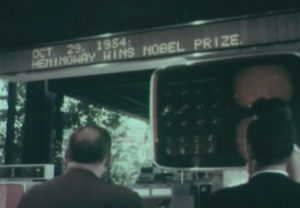 OCT. 29, 1954:
HEMINGWAY WINS NOBEL PRIZE.